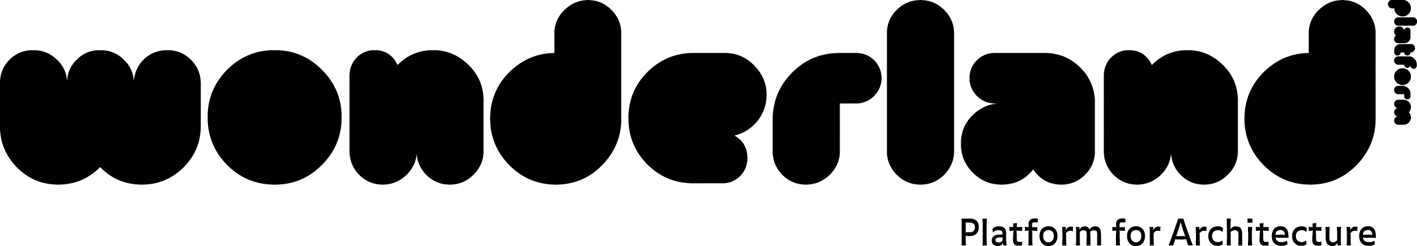 wonderland
platform
Platform for Architecture